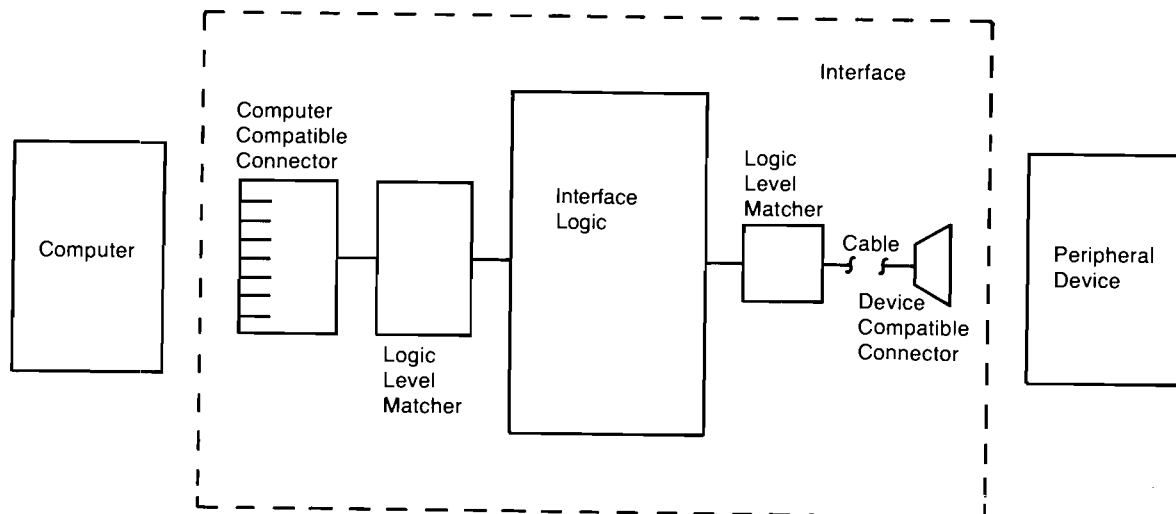 Interface
Computer
Compatible
Connector
Computer
Logic
Level
Matcher
Interface
Logic
Logic
Level
Matcher
Cable
Device
Compatible
Connector
Peripheral
Device